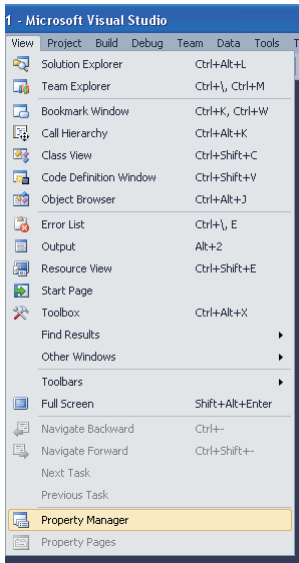 1 - Microsoft Visual Studio
View Project Build Debug Team Data Tools
Solution Explorer Ctrl+Alt+L
Team Explorer Ctrl+\, Ctrl+M
Bookmark Window Ctrl+K, Ctrl+W
Call Hierarchy Ctrl+Alt+K
Class View Ctrl+Shift+C
Code Definition Window Ctrl+Shift+V
Object Browser Ctrl+Alt+J
Error List Ctrl+\, E
Output Alt+2
Resource View Ctrl+Shift+E
Start Page
Toolbox Ctrl+Alt+X
Find Results
Other Windows
Toolbars
Full Screen Shift+Alt+Enter
Navigate Backward Ctrl+-
Navigate Forward Ctrl+Shift+-
Next Task
Previous Task
Property Manager
Property Pages